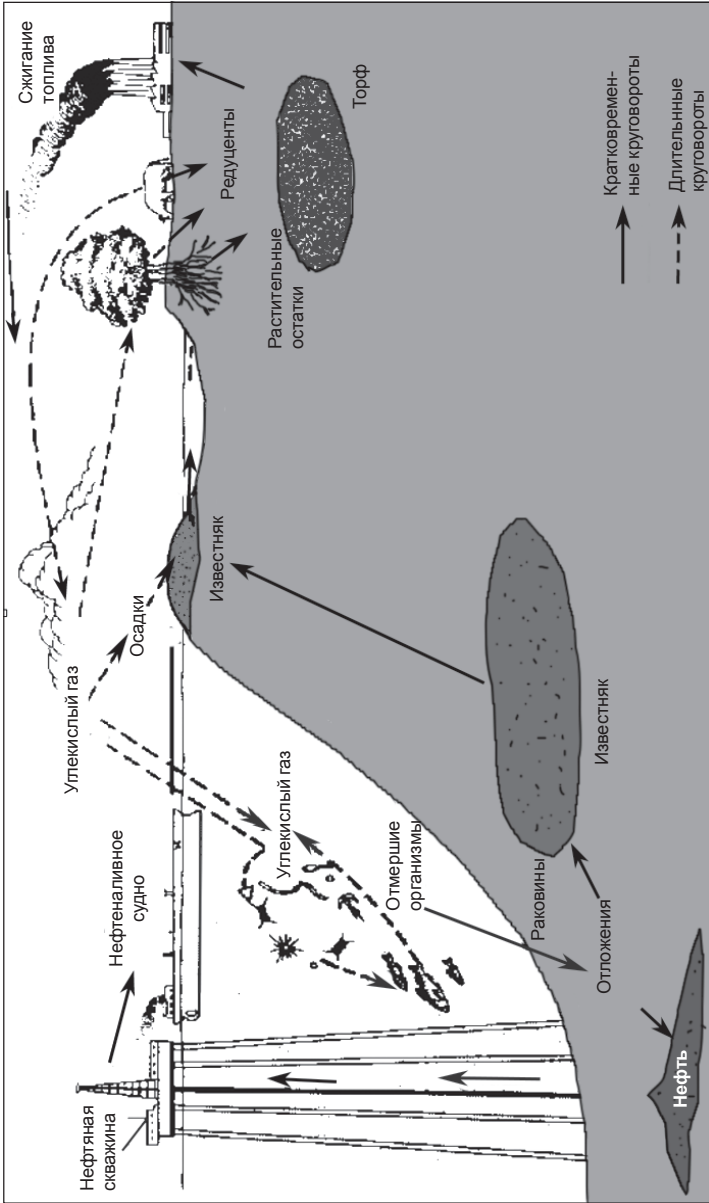 Сжигание
топлива
Углекислый газ
Осадки
Нефтеналивное
судно
Нефтяная
скважина
Редуценты
Растительные
остатки
Торф
Известняк
Углекислый газ
Отмершие
организмы
Раковины
Отложения
Известняк
Нефть
Кратковремен-
ные круговороты
Длительные
круговороты